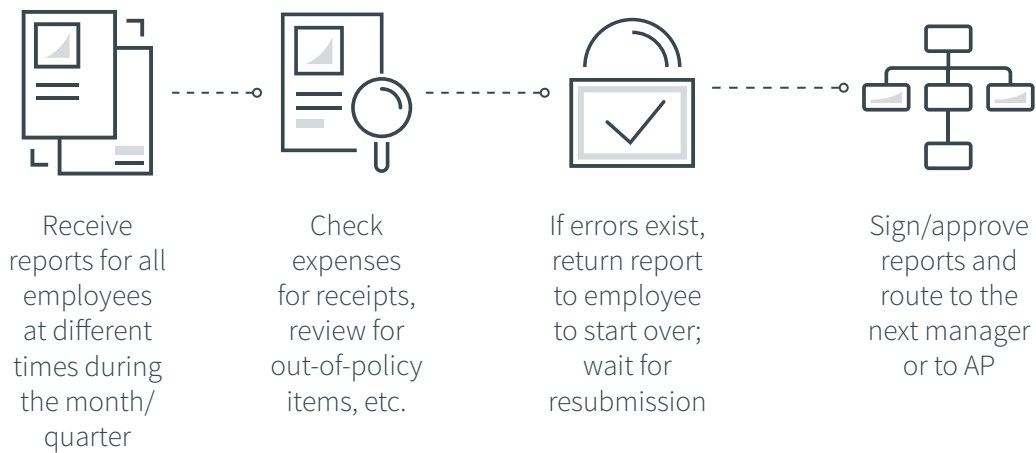 Receive
reports for all
employees
at different
times during
the month/
quarter
Check
expenses
for receipts,
review for
out-of-policy
items, etc.
If errors exist,
return report
to employee
to start over;
wait for
resubmission
Sign/approve
reports and
route to the
next manager
or to AP